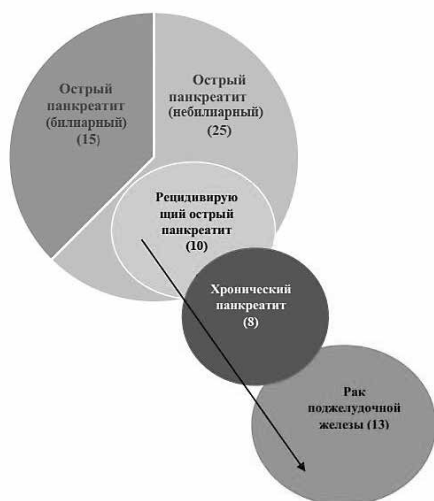 Острый
панкреатит
(билиарный)
(15)
Острый
панкреатит
(небилиарный)
(25)
Рецидивирую
щий острый
панкреатит
(10)
Хронический
панкреатит
(8)
Рак
поджелудочной
железы (13)